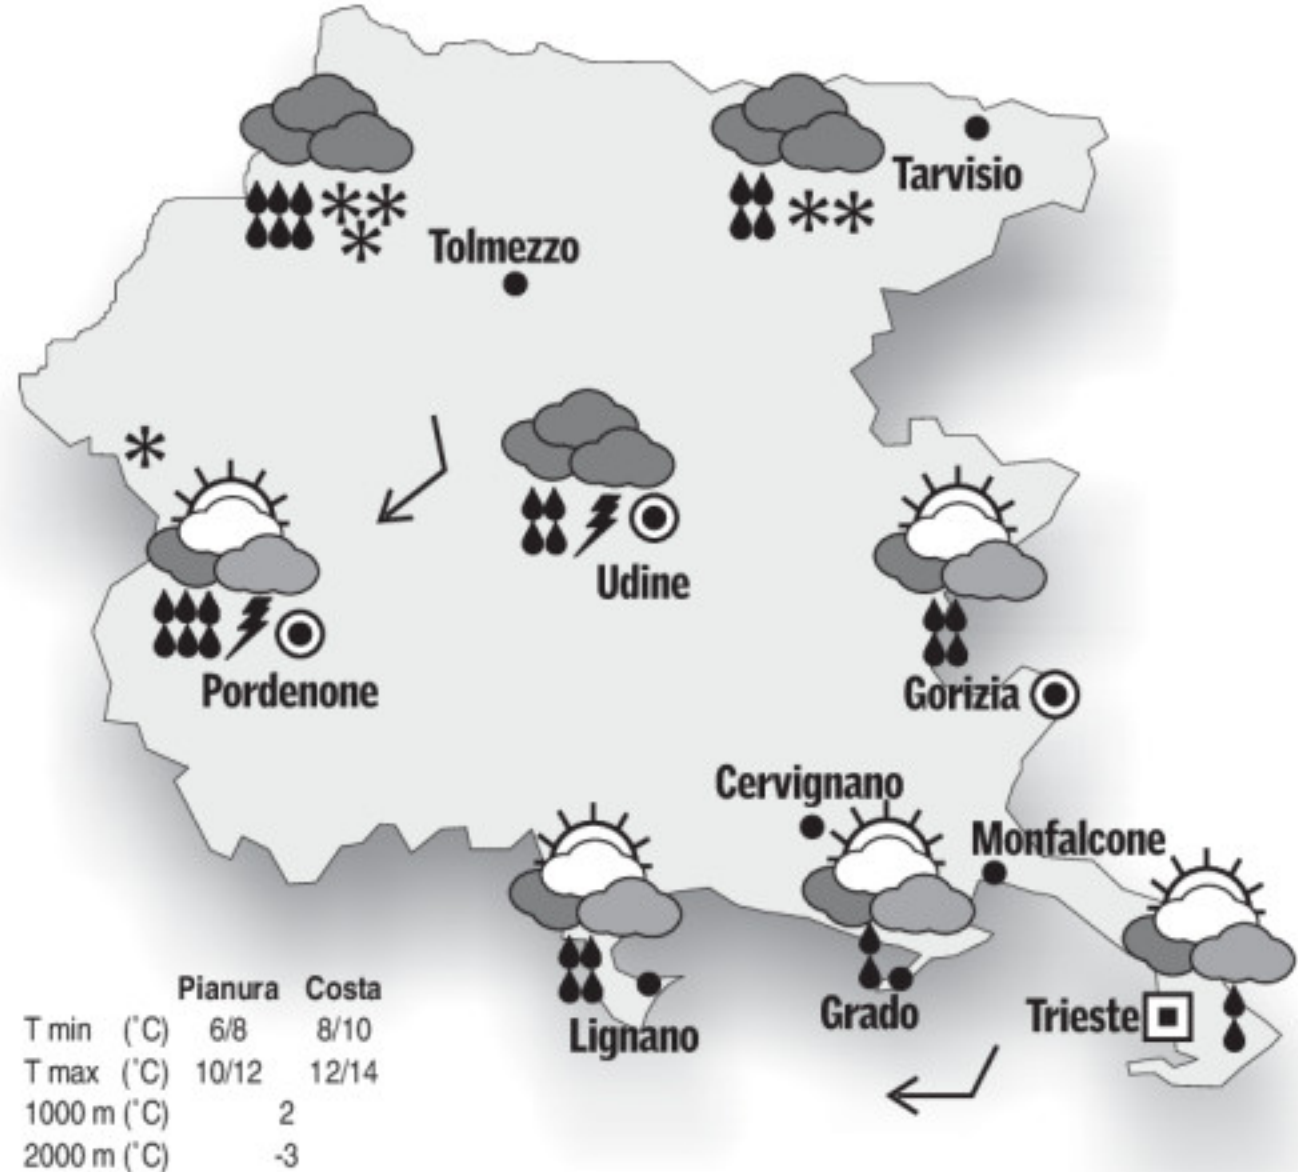 Tarvisio
Tolmezzo
Udine
Pordenone
Gorizia
Cervignano
Monfalcone
Lignano
Grado
Trieste
Pianura Costa
T min (˚C) 6/8 8/10
T max (˚C) 10/12 12/14
1000 m (˚C) 2
2000 m (˚C) -3